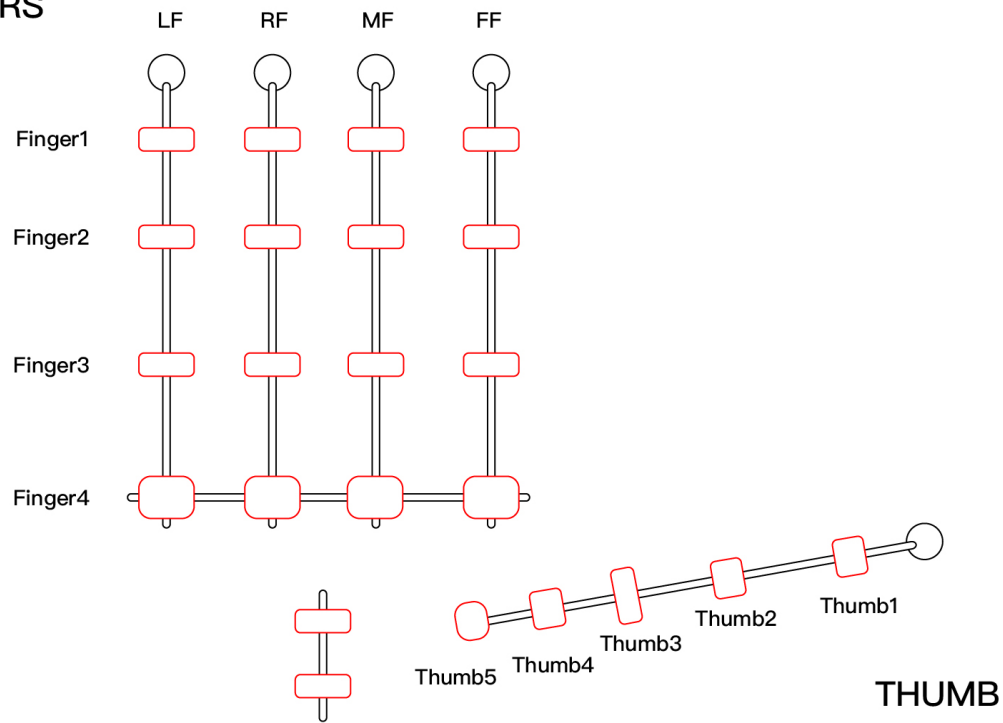 LF RF MF FF
Finger1
Finger2
Finger3
Finger4
Thumb1
Thumb2
Thumb3
Thumb4
Thumb5
THUMB